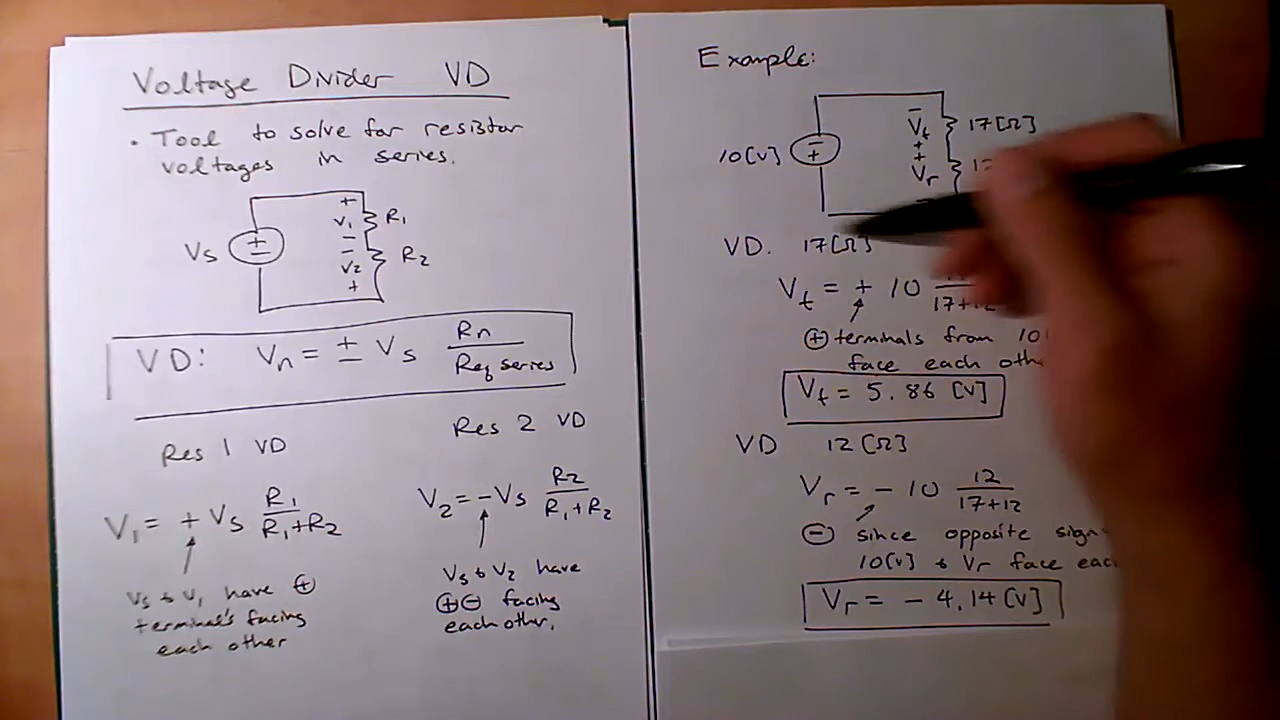 Voltage Divider VD
• Tool to solve for resistor
voltages in series.
Vs
+
−
+
V1
−
V2
+
R1
R2
VD: Vn = ± Vs Rn / Req series
Res 1 VD
V1 = + Vs R1 / R1+R2
Vs & V1 have ⊕
terminal's facing
each other
Res 2 VD
V2 = − Vs R2 / R1+R2
Vs & V2 have
⊕⊖ facing
each other.
Example:
10[V]
−
+
−
Vt
+
+
Vr
−
17[Ω]
VD. 17[Ω]
Vt = + 10
⊕ terminals from
face each
Vt = 5.86 [V]
VD 12[Ω]
Vr = − 10 12 / 17+12
⊖ since opposite
10[V] & Vr face
Vr = − 4.14[V]